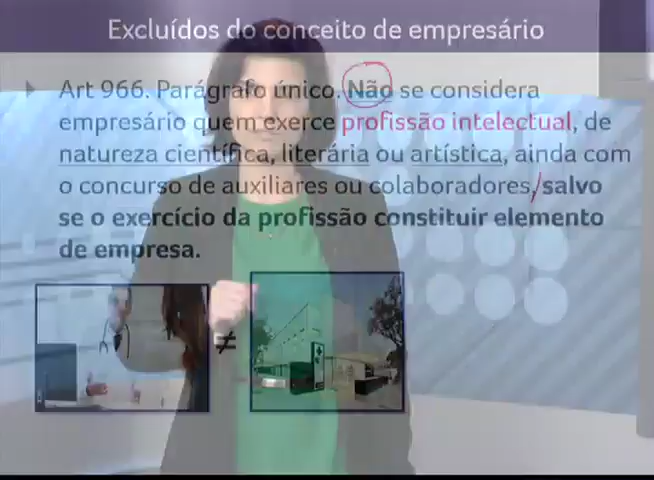 Excluídos do conceito de empresário
Art 966. Parágrafo único. Não se considera
empresário quem exerce profissão intelectual, de
natureza científica, literária ou artística, ainda com
o concurso de auxiliares ou colaboradores, salvo
se o exercício da profissão constituir elemento
de empresa.
≠